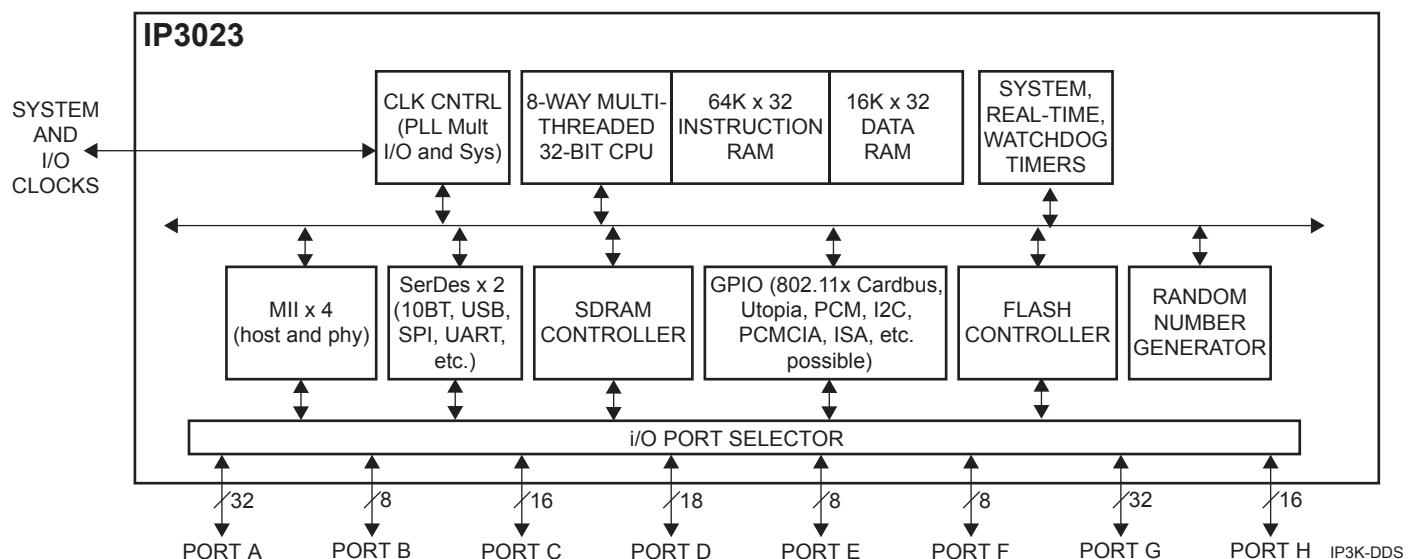 IP3023
SYSTEM
AND
I/O
CLOCKS
CLK CNTRL
(PLL Mult
I/O and Sys)
8-WAY MULTI-
THREADED
32-BIT CPU
64K x 32
INSTRUCTION
RAM
16K x 32
DATA
RAM
SYSTEM,
REAL-TIME,
WATCHDOG
TIMERS
MII x 4
(host and phy)
SerDes x 2
(10BT, USB,
SPI, UART,
etc.)
SDRAM
CONTROLLER
GPIO (802.11x Cardbus,
Utopia, PCM, I2C,
PCMCIA, ISA, etc.
possible)
FLASH
CONTROLLER
RANDOM
NUMBER
GENERATOR
i/O PORT SELECTOR
32
8
16
18
8
8
32
16
PORT A
PORT B
PORT C
PORT D
PORT E
PORT F
PORT G
PORT H
IP3K-DDS